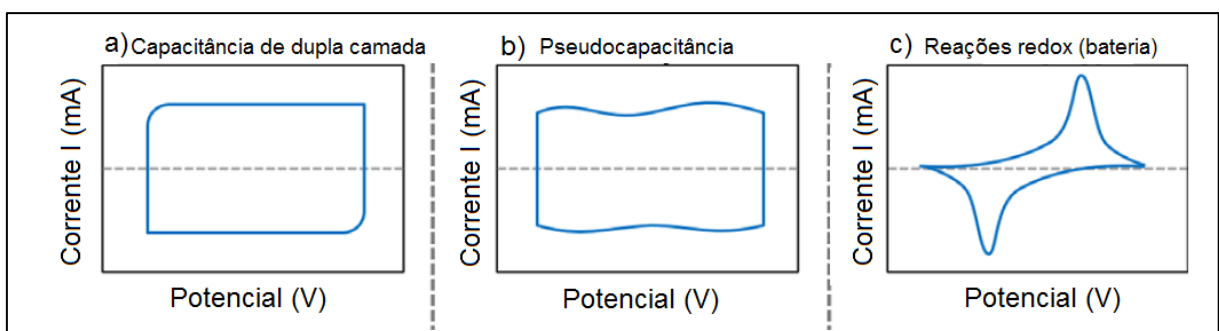 a) Capacitância de dupla camada
Corrente I (mA)
Potencial (V)
b) Pseudocapacitância
Corrente I (mA)
Potencial (V)
c) Reações redox (bateria)
Corrente I (mA)
Potencial (V)